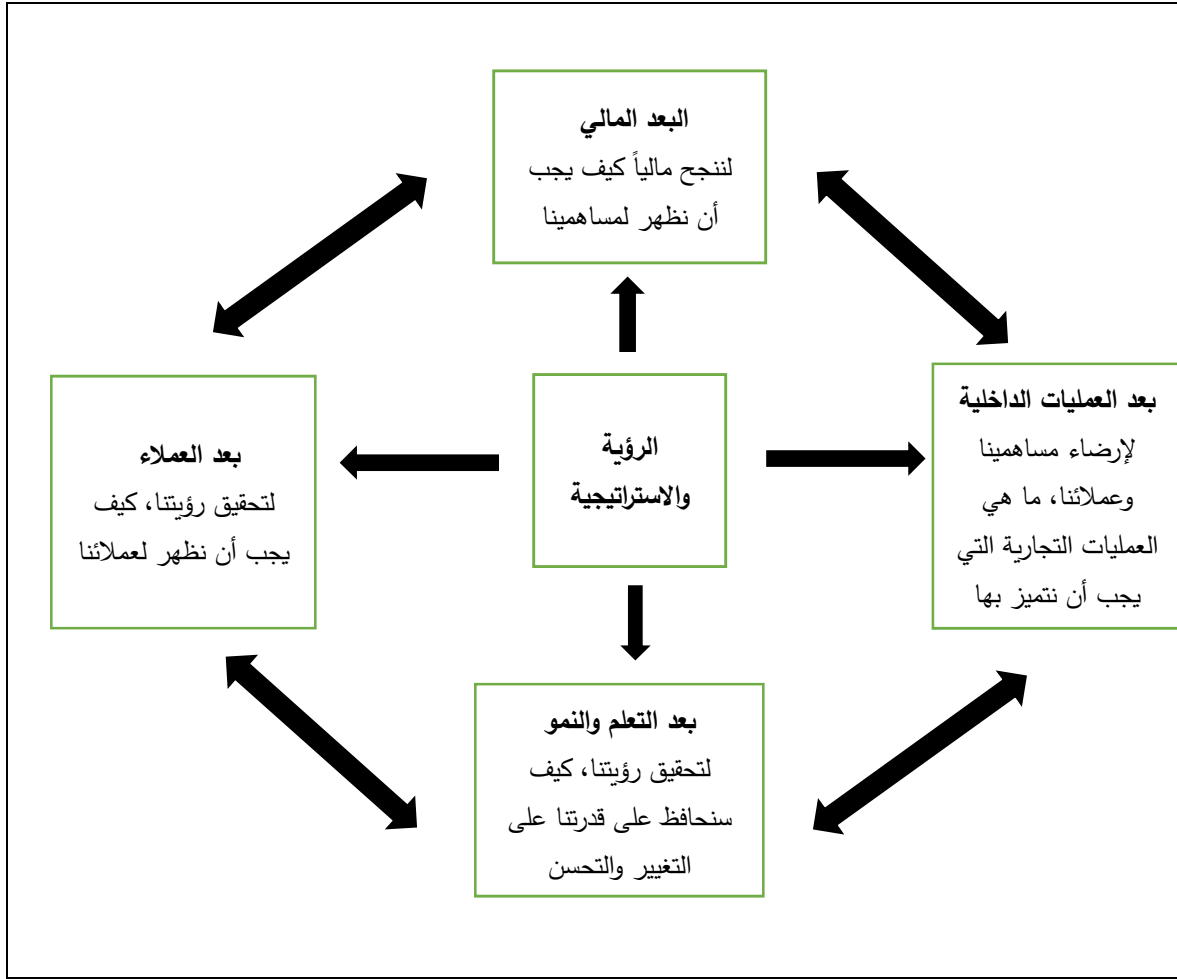 البعد المالي
لننجح مالياً كيف يجب
أن نظهر لمساهمينا
بعد العمليات الداخلية
لإرضاء مساهمينا
وعملائنا، ما هي
العمليات التجارية التي
يجب أن نتميز بها
الرؤية
والاستراتيجية
بعد العملاء
لتحقيق رؤيتنا، كيف
يجب أن نظهر لعملائنا
بعد التعلم والنمو
لتحقيق رؤيتنا، كيف
سنحافظ على قدرتنا على
التغيير والتحسن